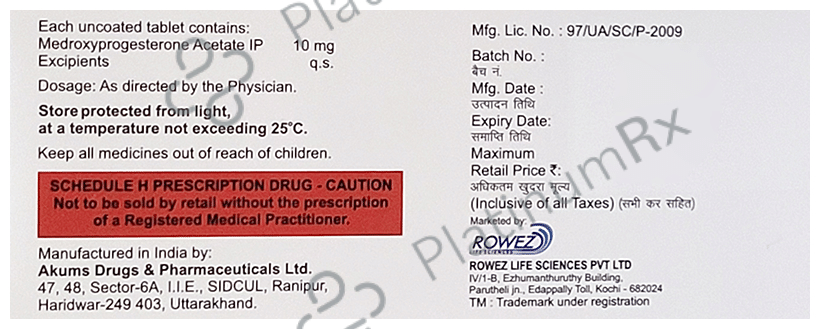 Each uncoated tablet contains:
Medroxyprogesterone Acetate IP 10 mg
Excipients q.s.
Dosage: As directed by the Physician.
Store protected from light,
at a temperature not exceeding 25°C.
Keep all medicines out of reach of children.
SCHEDULE H PRESCRIPTION DRUG - CAUTION
Not to be sold by retail without the prescription
of a Registered Medical Practitioner.
Manufactured in India by:
Akums Drugs & Pharmaceuticals Ltd.
47, 48, Sector-6A, I.I.E., SIDCUL, Ranipur,
Haridwar-249 403, Uttarakhand.
Mfg. Lic. No. : 97/UA/SC/P-2009
Batch No. :
बैच नं.
Mfg. Date :
उत्पादन तिथि
Expiry Date:
समाप्ति तिथि
Maximum
Retail Price ₹:
अधिकतम खुदरा मूल्य
(Inclusive of all Taxes) (सभी कर सहित)
Marketed by:
ROWEZ
LIFE SCIENCES
ROWEZ LIFE SCIENCES PVT LTD
IV/1-B, Ezhumanthuruthy Building,
Parutheli jn., Edappally Toll, Kochi - 682024
TM : Trademark under registration
PlatinumRx
PlatinumRx